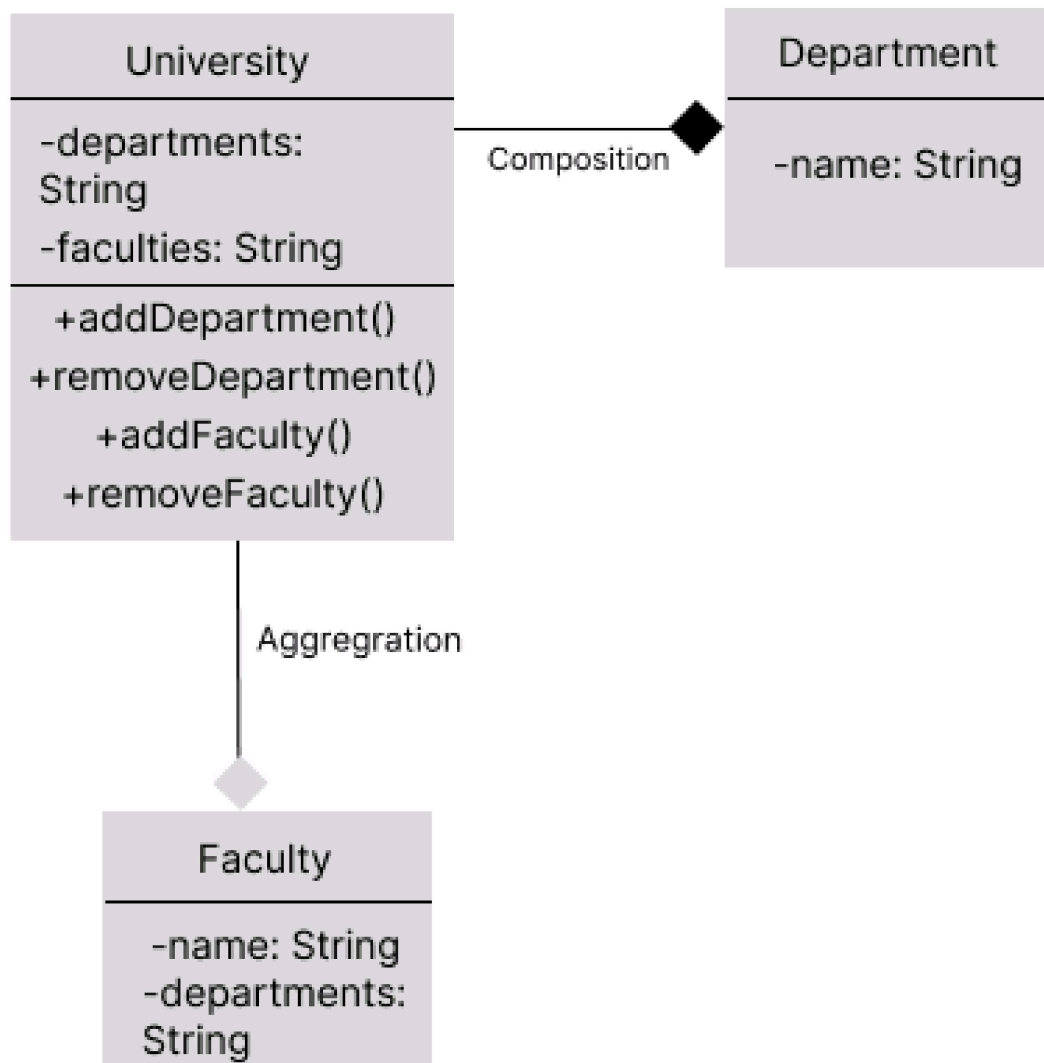 University
-departments:
String
-faculties: String
+addDepartment()
+removeDepartment()
+addFaculty()
+removeFaculty()
Composition
Department
-name: String
Aggregration
Faculty
-name: String
-departments:
String